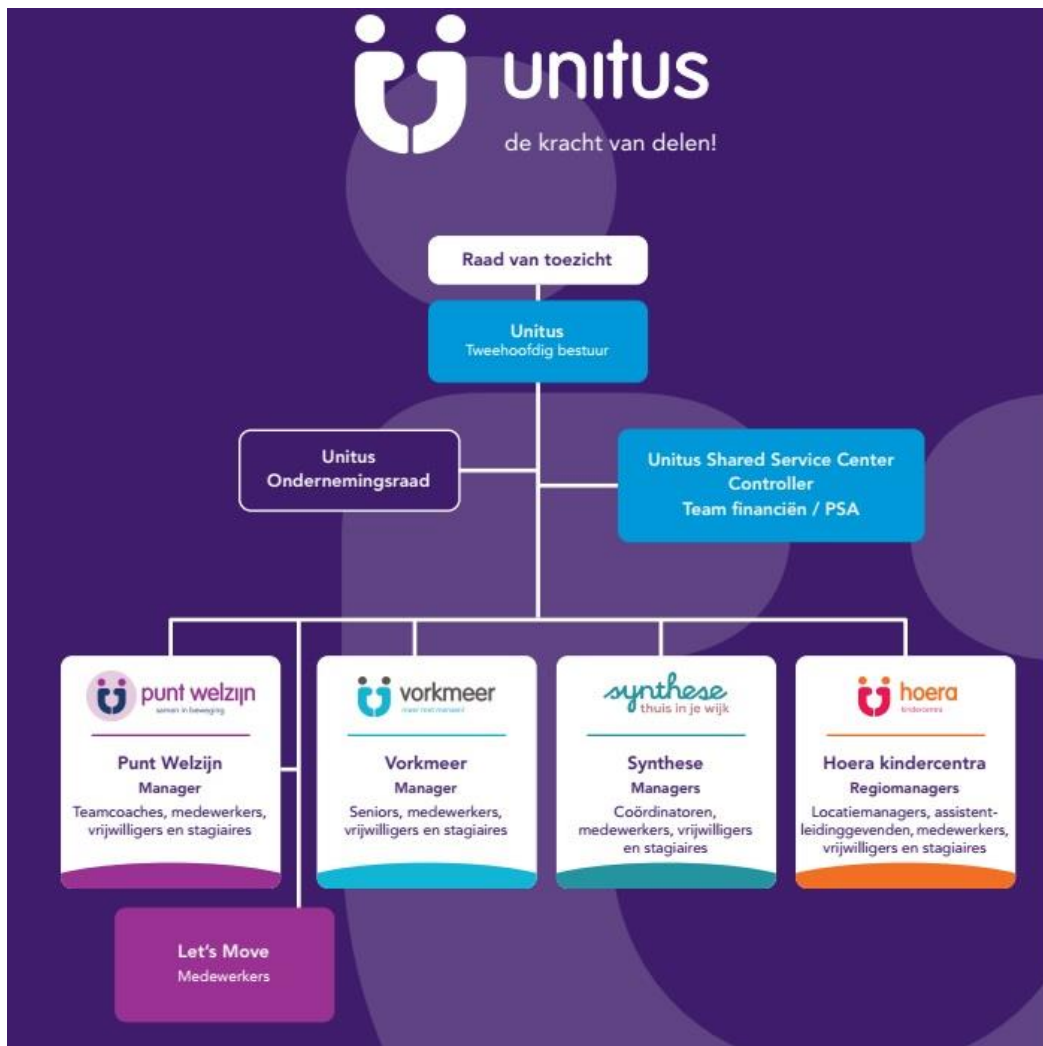 unitus
de kracht van delen!
Raad van toezicht
Unitus
Tweehoofdig bestuur
Unitus
Ondernemingsraad
Unitus Shared Service Center
Controller
Team financiën / PSA
punt welzijn
samen in beweging
Punt Welzijn
Manager
Teamcoaches, medewerkers,
vrijwilligers en stagiaires
vorkmeer
Vorkmeer
Manager
Seniors, medewerkers,
vrijwilligers en stagiaires
synthese
thuis in je wijk
Synthese
Managers
Coördinatoren,
medewerkers, vrijwilligers
en stagiaires
hoera
kindercentra
Hoera kindercentra
Regiomanagers
Locatiemanagers, assistent-
leidinggevenden, medewerkers,
vrijwilligers en stagiaires
Let's Move
Medewerkers